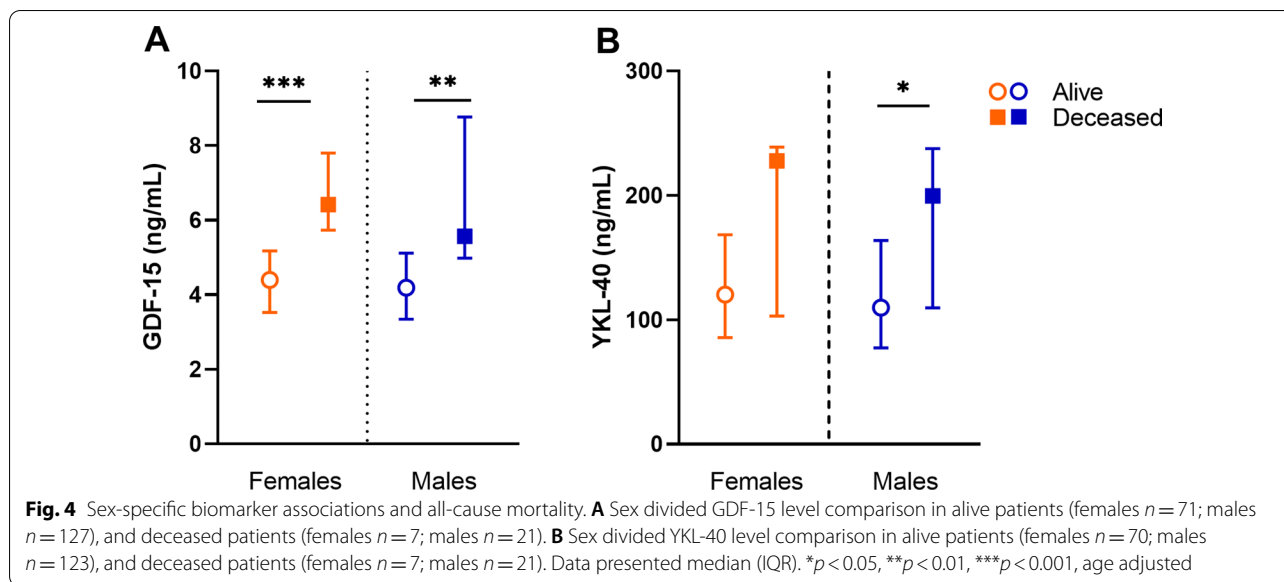 A
B
10
8
6
4
2
0
GDF-15 (ng/mL)
***
**
Females
Males
300
200
100
0
YKL-40 (ng/mL)
*
Females
Males
Alive
Deceased
Fig. 4 Sex-specific biomarker associations and all-cause mortality. A Sex divided GDF-15 level comparison in alive patients (females n = 71; males
n = 127), and deceased patients (females n = 7; males n = 21). B Sex divided YKL-40 level comparison in alive patients (females n = 70; males
n = 123), and deceased patients (females n = 7; males n = 21). Data presented median (IQR). *p < 0.05, **p < 0.01, ***p < 0.001, age adjusted